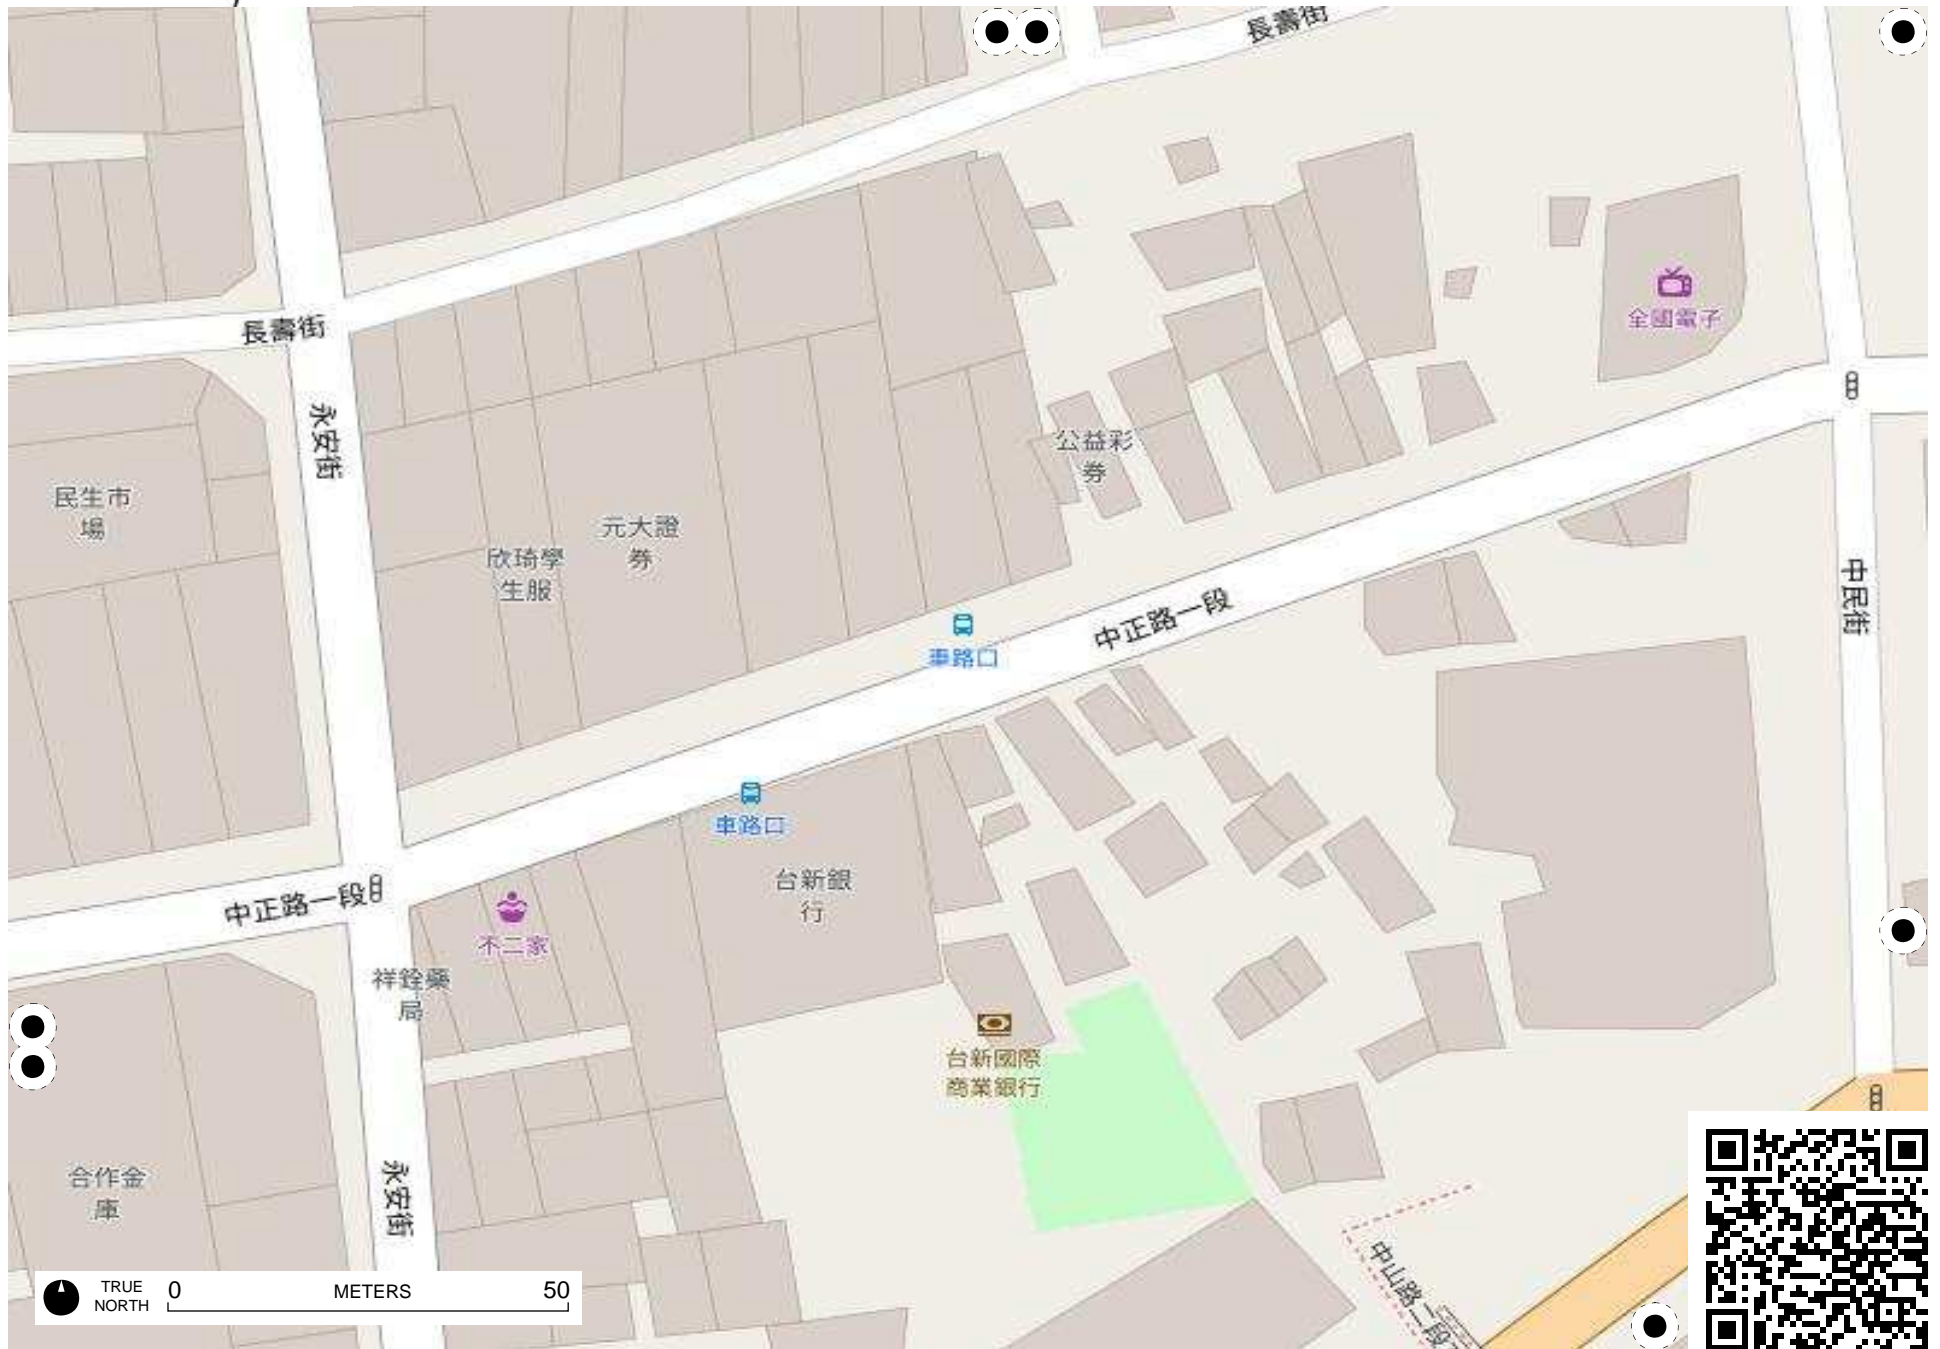 長壽街
全國電子
長壽街
永安街
公益彩
券
民生市
場
元大證
券
欣琦學
生服
中正路一段
中民街
車路口
車路口
台新銀
行
中正路一段
不二家
祥銓藥
局
台新國際
商業銀行
合作金
庫
永安街
中山路二段
TRUE
NORTH
0 METERS 50